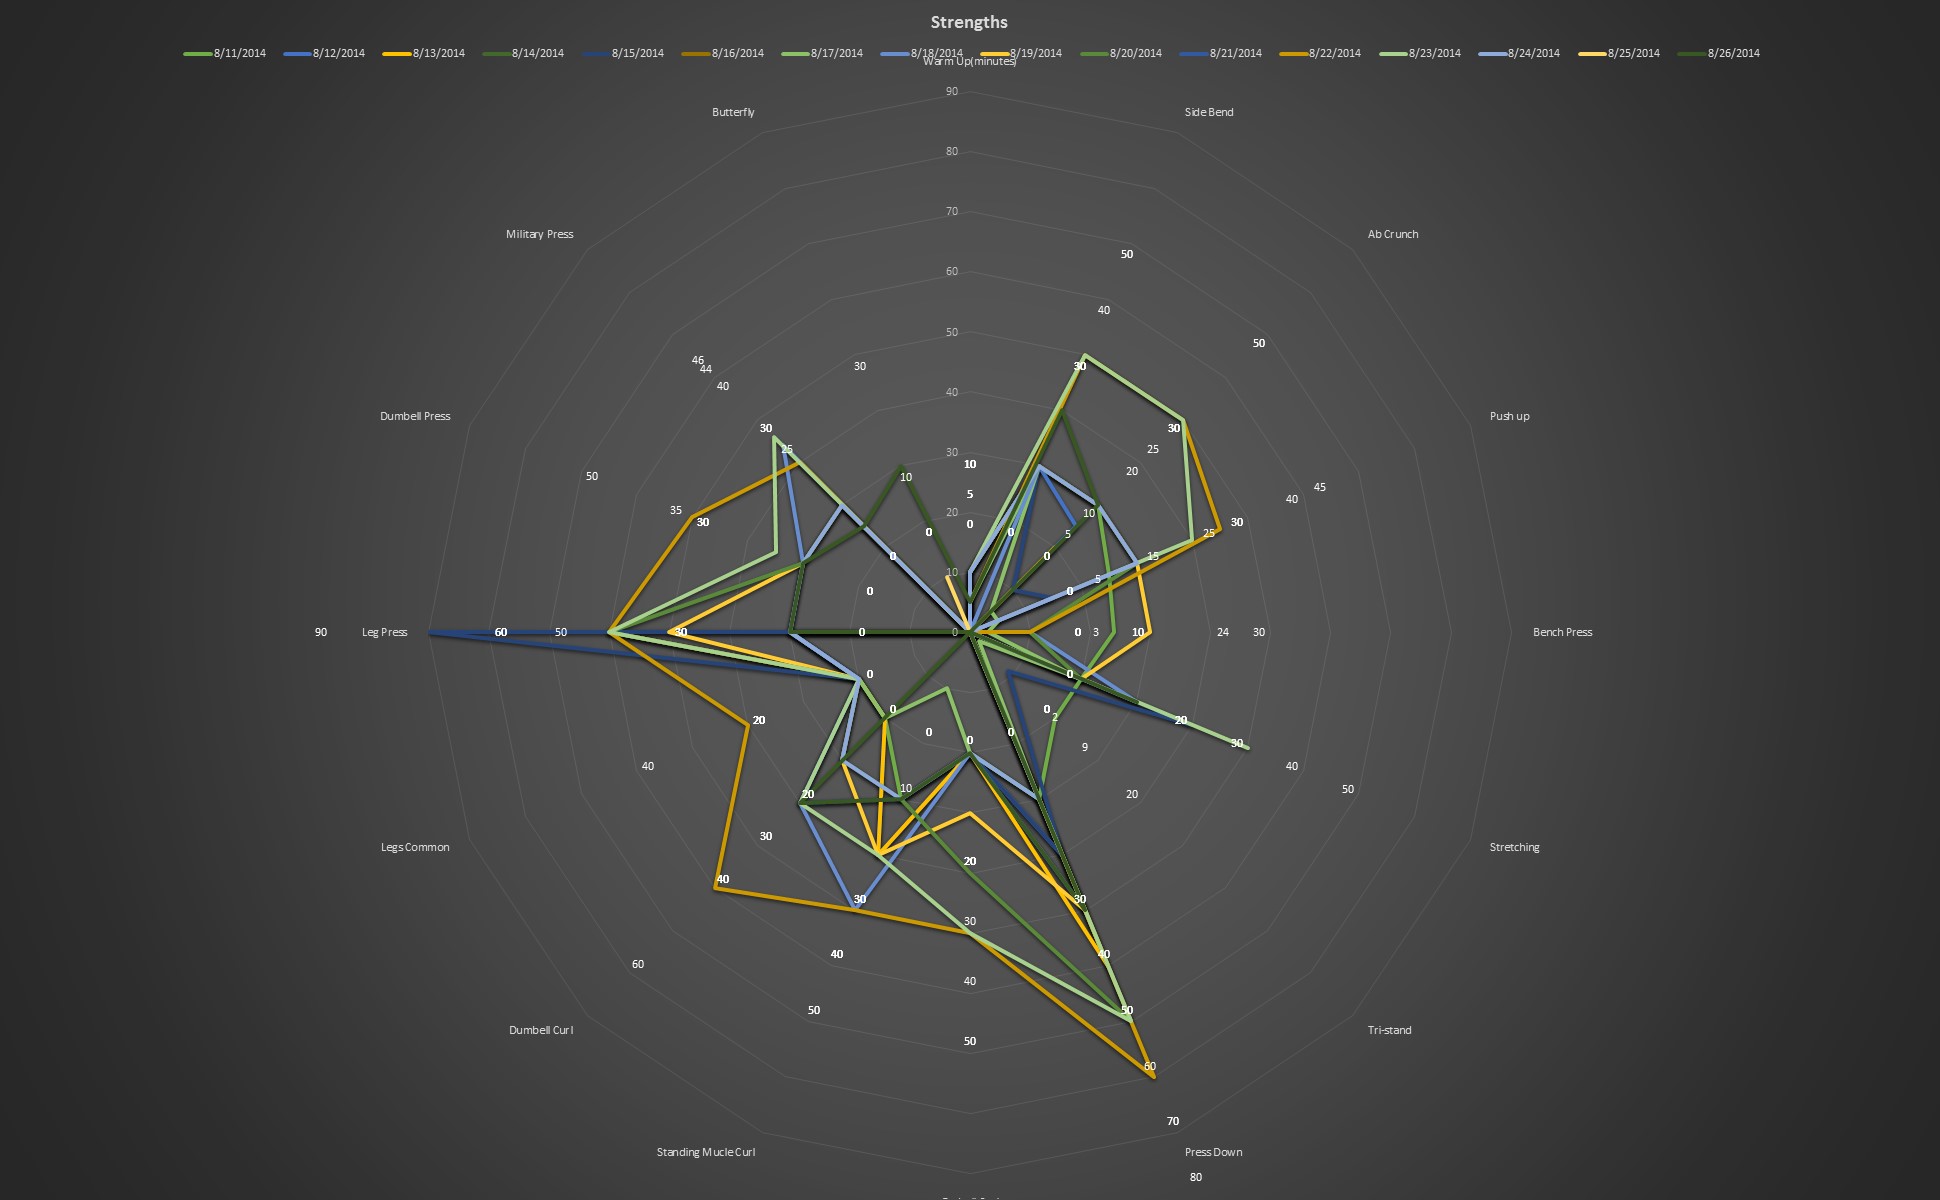 Strengths
8/11/2014 8/12/2014 8/13/2014 8/14/2014 8/15/2014 8/16/2014 8/17/2014 8/18/2014 8/19/2014 8/20/2014 8/21/2014 8/22/2014 8/23/2014 8/24/2014 8/25/2014 8/26/2014
Warm Up(minutes)
90
Butterfly Side Bend
80
70
Military Press Ab Crunch
50
60
40
50
50
46 30 30
44
40 40
Dumbell Press Push up
30 30 30
25 30 10 25
50 10 20
45
5 40
35 10
30 20 0 30
0 0 5 25
0 0 15
10 5
0 0
90 Leg Press 60 50 30 0 0 0 3 10 24 30 Bench Press
0 0
0 0
20 2 20
0 0 0 30
9
40 40
10 50
20 20
30
Legs Common Stretching
20
40
30 30
30
40 40
60
40
50 50
Dumbell Curl Tri-stand
50
60
70
Standing Mucle Curl Press Down
80